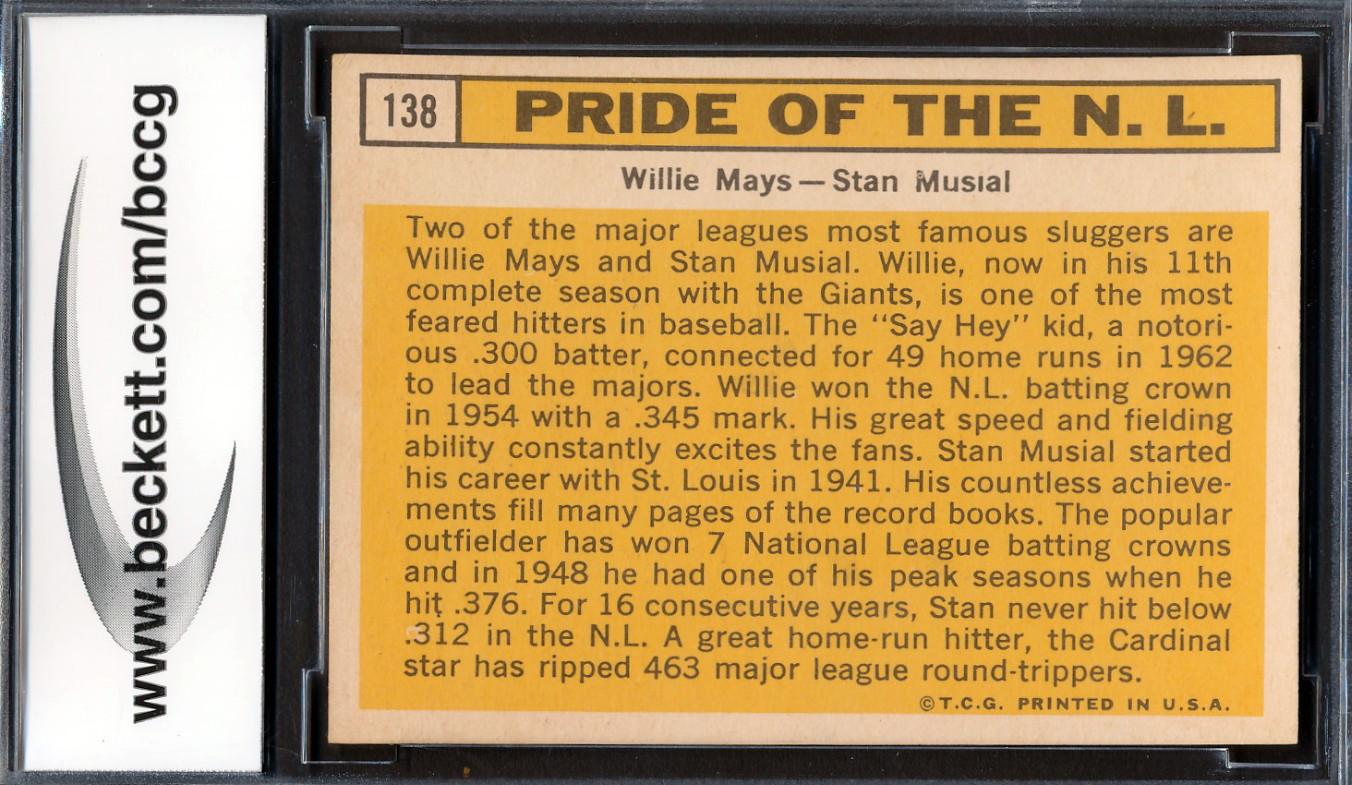 www.beckett.com/bccg
138
PRIDE OF THE N. L.
Willie Mays — Stan Musial
Two of the major leagues most famous sluggers are
Willie Mays and Stan Musial. Willie, now in his 11th
complete season with the Giants, is one of the most
feared hitters in baseball. The "Say Hey" kid, a notori-
ous .300 batter, connected for 49 home runs in 1962
to lead the majors. Willie won the N.L. batting crown
in 1954 with a .345 mark. His great speed and fielding
ability constantly excites the fans. Stan Musial started
his career with St. Louis in 1941. His countless achieve-
ments fill many pages of the record books. The popular
outfielder has won 7 National League batting crowns
and in 1948 he had one of his peak seasons when he
hit .376. For 16 consecutive years, Stan never hit below
.312 in the N.L. A great home-run hitter, the Cardinal
star has ripped 463 major league round-trippers.
©T.C.G. PRINTED IN U.S.A.